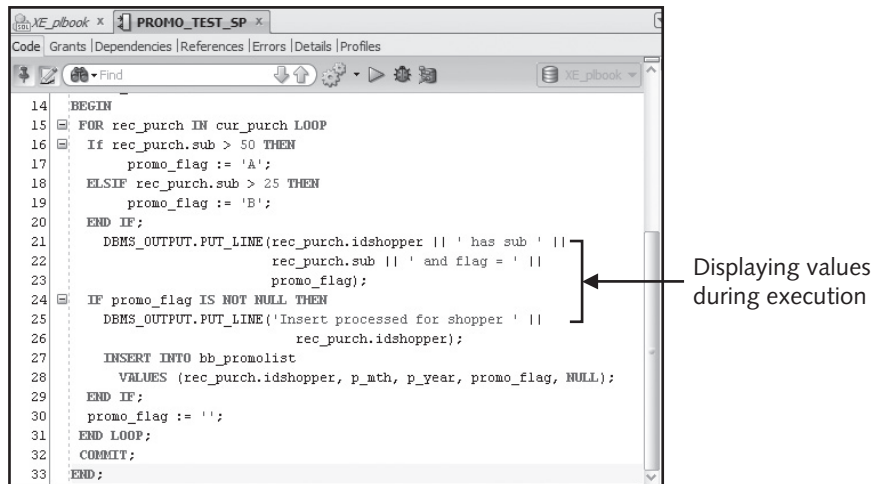 XE_plbook x PROMO_TEST_SP x
Code Grants |Dependencies |References |Errors |Details |Profiles
Find XE_plbook
14 BEGIN
15 FOR rec_purch IN cur_purch LOOP
16 If rec_purch.sub > 50 THEN
17 promo_flag := 'A';
18 ELSIF rec_purch.sub > 25 THEN
19 promo_flag := 'B';
20 END IF;
21 DBMS_OUTPUT.PUT_LINE(rec_purch.idshopper || ' has sub ' ||
22 rec_purch.sub || ' and flag = ' ||
23 promo_flag);
24 IF promo_flag IS NOT NULL THEN
25 DBMS_OUTPUT.PUT_LINE('Insert processed for shopper ' ||
26 rec_purch.idshopper);
27 INSERT INTO bb_promolist
28 VALUES (rec_purch.idshopper, p_mth, p_year, promo_flag, NULL);
29 END IF;
30 promo_flag := '';
31 END LOOP;
32 COMMIT;
33 END;
Displaying values
during execution